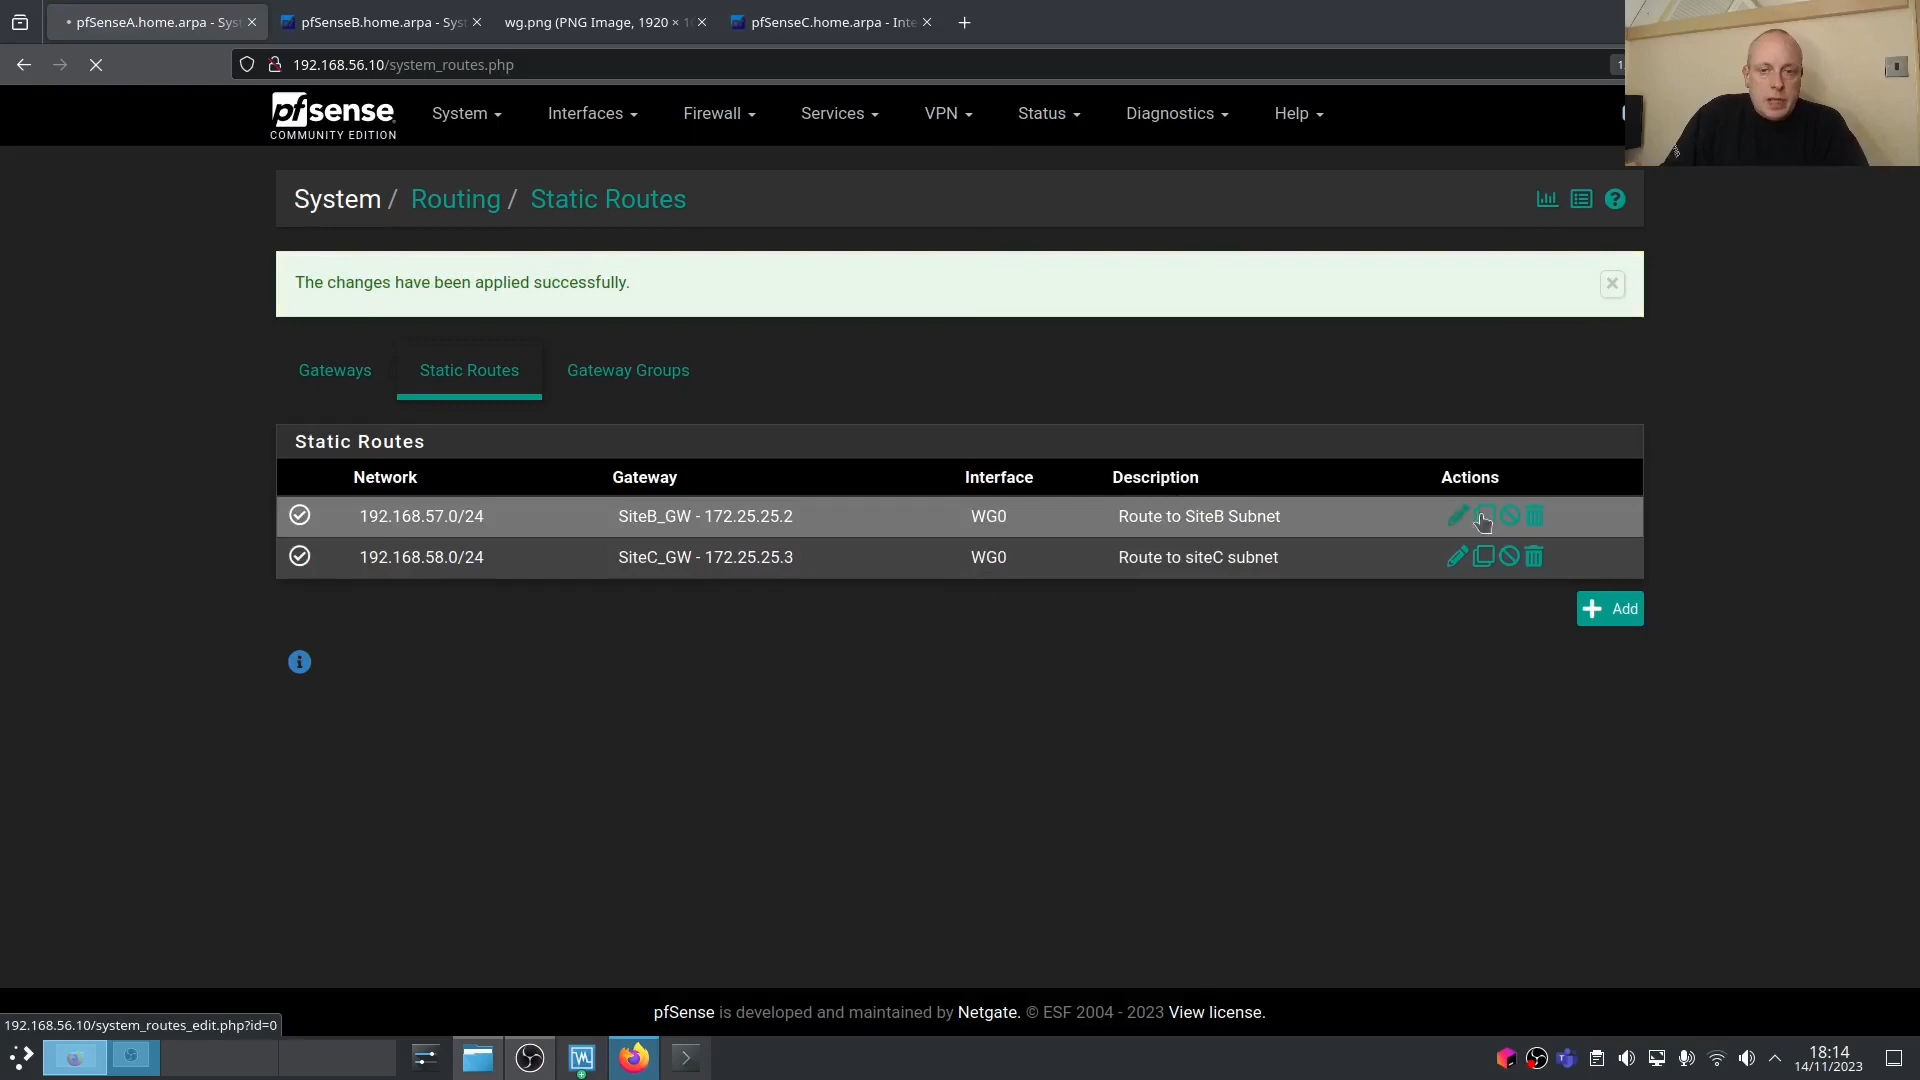 pfSenseA.home.arpa - Syst
pfSenseB.home.arpa - Syst
wg.png (PNG Image, 1920 × 1
pfSenseC.home.arpa - Inte
192.168.56.10/system_routes.php
pfsense
COMMUNITY EDITION
System
Interfaces
Firewall
Services
VPN
Status
Diagnostics
Help
System / Routing / Static Routes
The changes have been applied successfully.
Gateways
Static Routes
Gateway Groups
Static Routes
Network Gateway Interface Description Actions
192.168.57.0/24 SiteB_GW - 172.25.25.2 WG0 Route to SiteB Subnet
192.168.58.0/24 SiteC_GW - 172.25.25.3 WG0 Route to siteC subnet
Add
pfSense is developed and maintained by Netgate. © ESF 2004 - 2023 View license.
192.168.56.10/system_routes_edit.php?id=0
18:14
14/11/2023